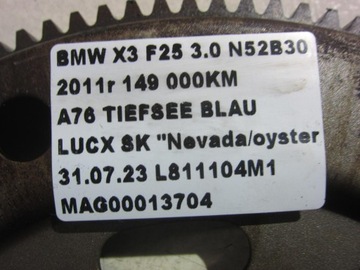 BMW X3 F25 3.0 N52B30
2011r 149 000KM
A76 TIEFSEE BLAU
LUCX SK "Nevada/oyster
31.07.23 L811104M1
MAG00013704